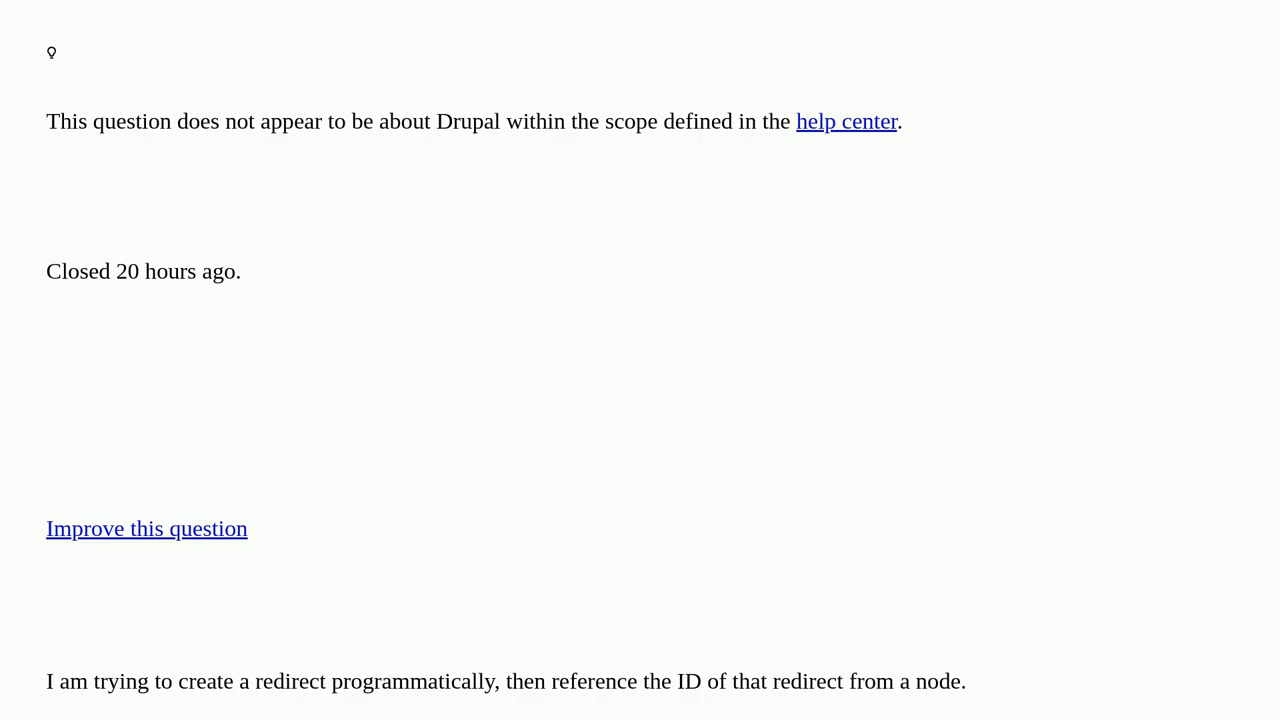 This question does not appear to be about Drupal within the scope defined in the help center.
Closed 20 hours ago.
Improve this question
I am trying to create a redirect programmatically, then reference the ID of that redirect from a node.